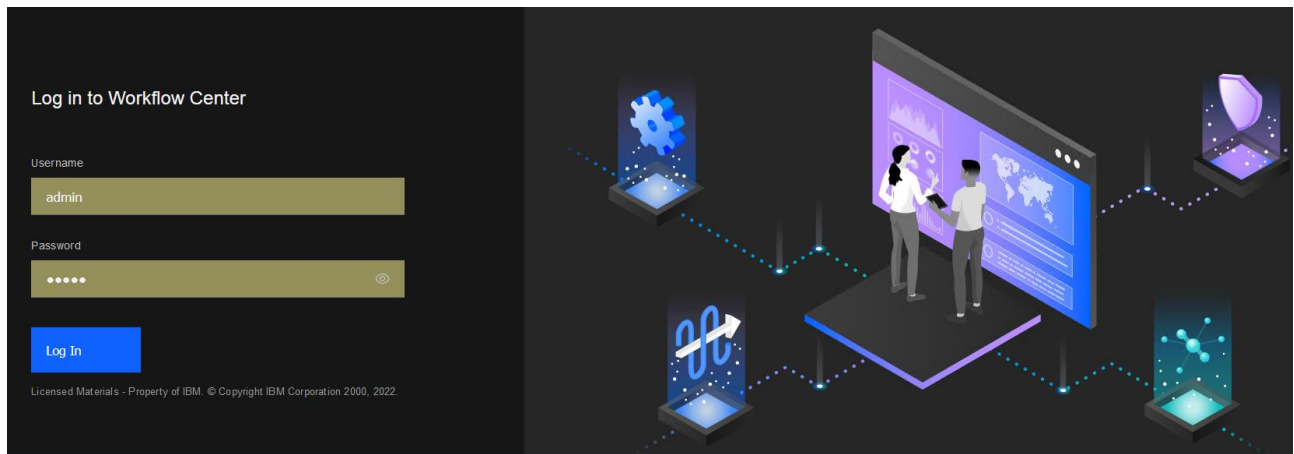 Log in to Workflow Center
Username
admin
Password
•••••
Log In
Licensed Materials - Property of IBM. © Copyright IBM Corporation 2000, 2022.